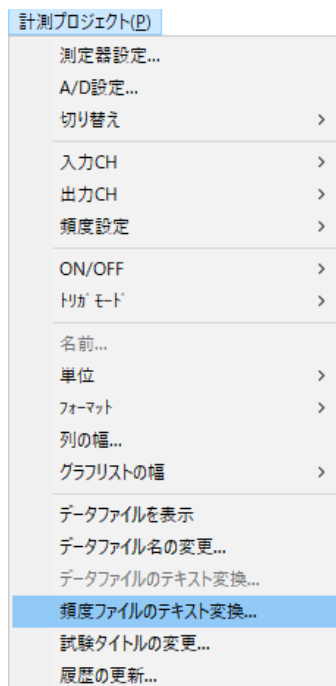 計測プロジェクト(P)
測定器設定...
A/D設定...
切り替え
入力CH
出力CH
頻度設定
ON/OFF
ﾄﾘｶﾞﾓｰﾄﾞ
名前...
単位
ﾌｫｰﾏｯﾄ
列の幅...
グラフリストの幅
データファイルを表示
データファイル名の変更...
データファイルのテキスト変換...
頻度ファイルのテキスト変換...
試験タイトルの変更...
履歴の更新...